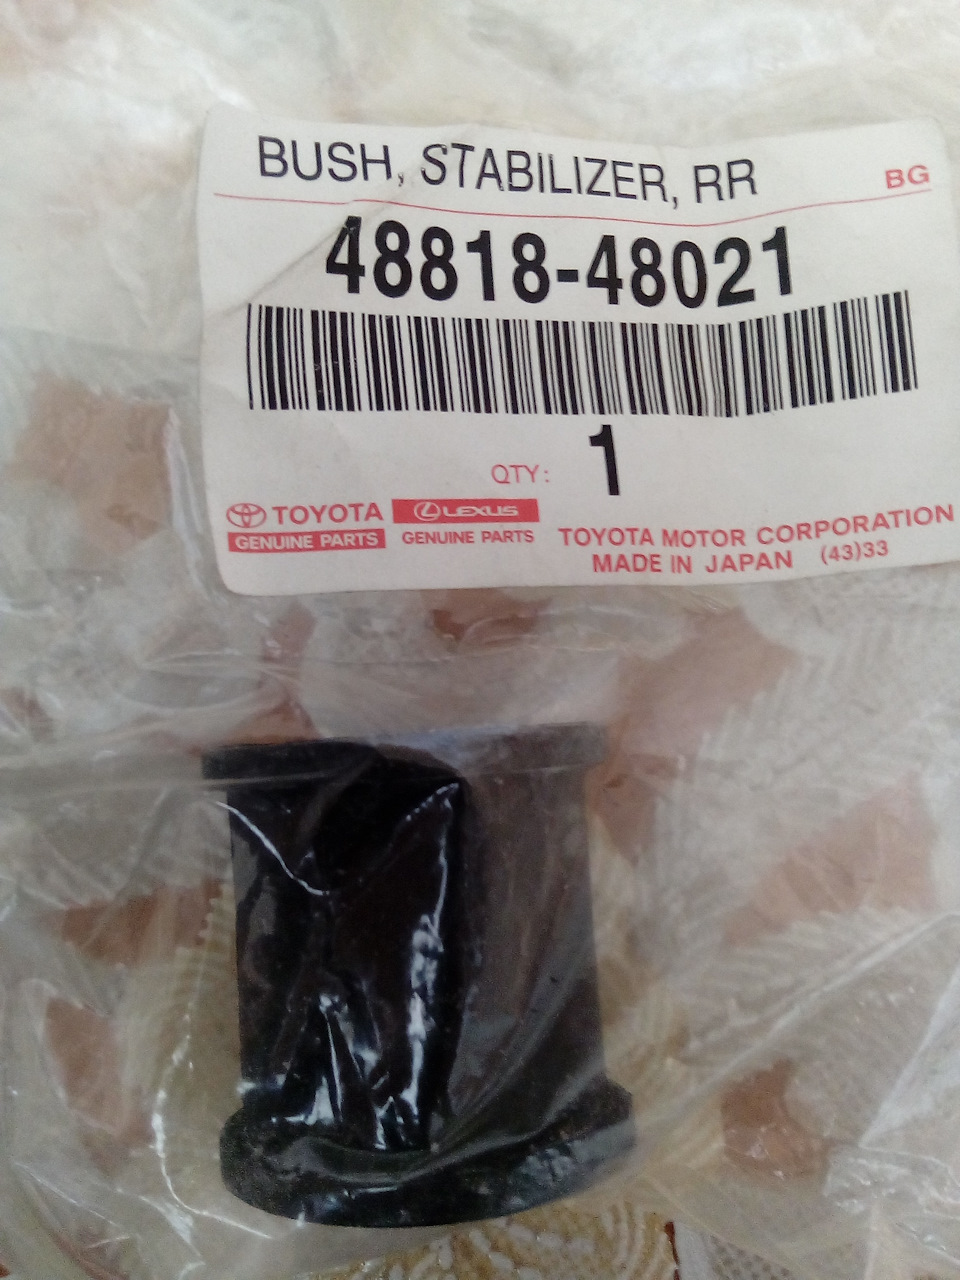 BUSH, STABILIZER, RR
BG
48818-48021
QTY: 1
TOYOTA
GENUINE PARTS
LEXUS
GENUINE PARTS
TOYOTA MOTOR CORPORATION
MADE IN JAPAN (43)33